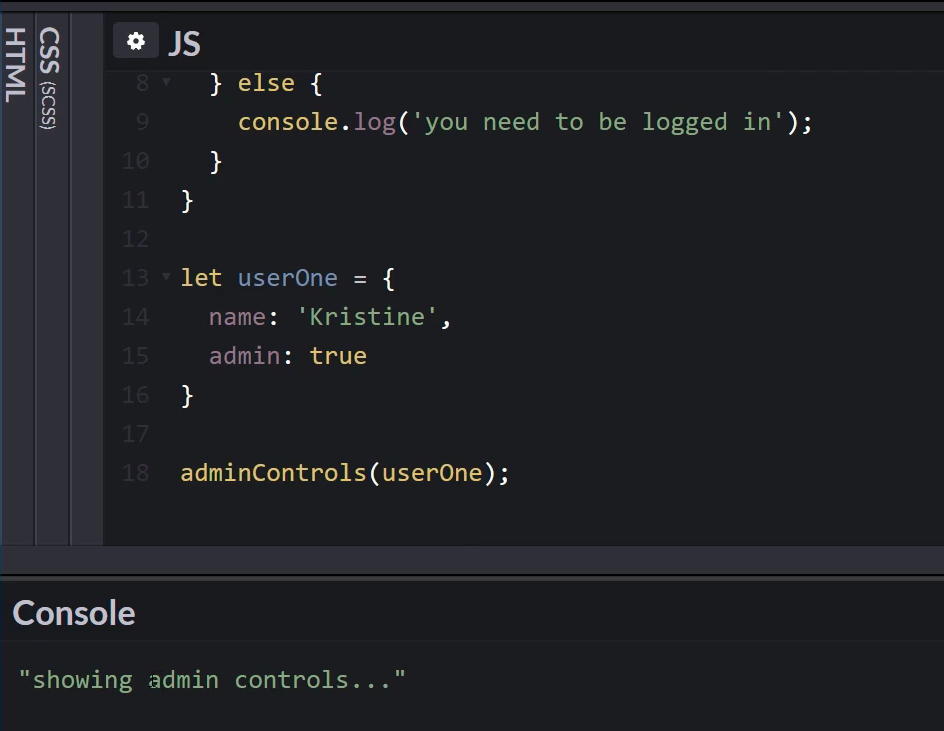 HTML
CSS (SCSS)
JS
8 } else {
9 console.log('you need to be logged in');
10 }
11 }
12
13 let userOne = {
14 name: 'Kristine',
15 admin: true
16 }
17
18 adminControls(userOne);
Console
"showing admin controls..."